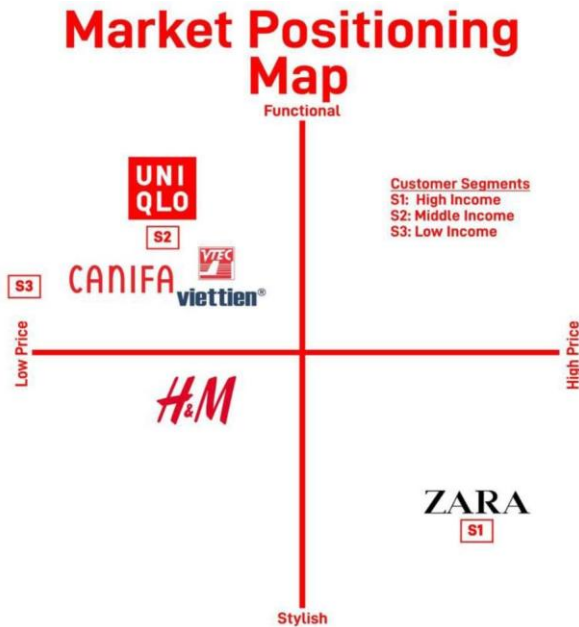 Market Positioning
Map
Functional
UNI
QLO
S2
Customer Segments
S1: High Income
S2: Middle Income
S3: Low Income
VTEC
CANIFA
viettien®
S3
Low Price
High Price
H&M
ZARA
S1
Stylish